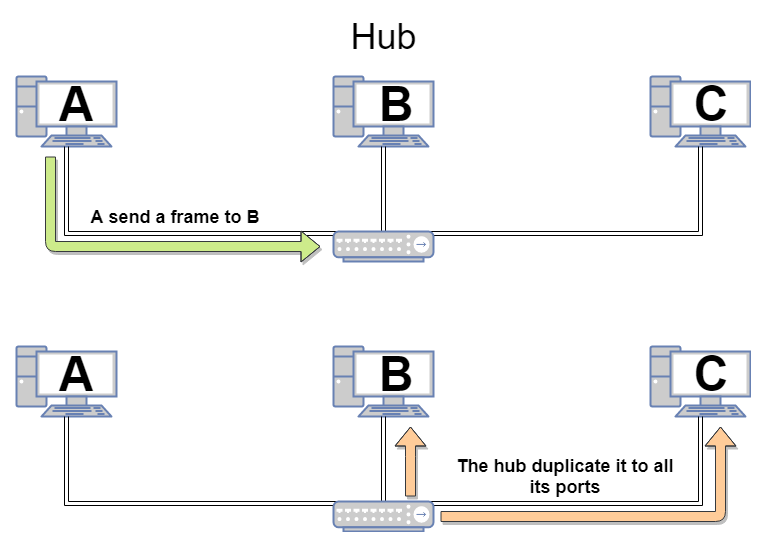 Hub
A
B
C
A send a frame to B
A
B
C
The hub duplicate it to all
its ports